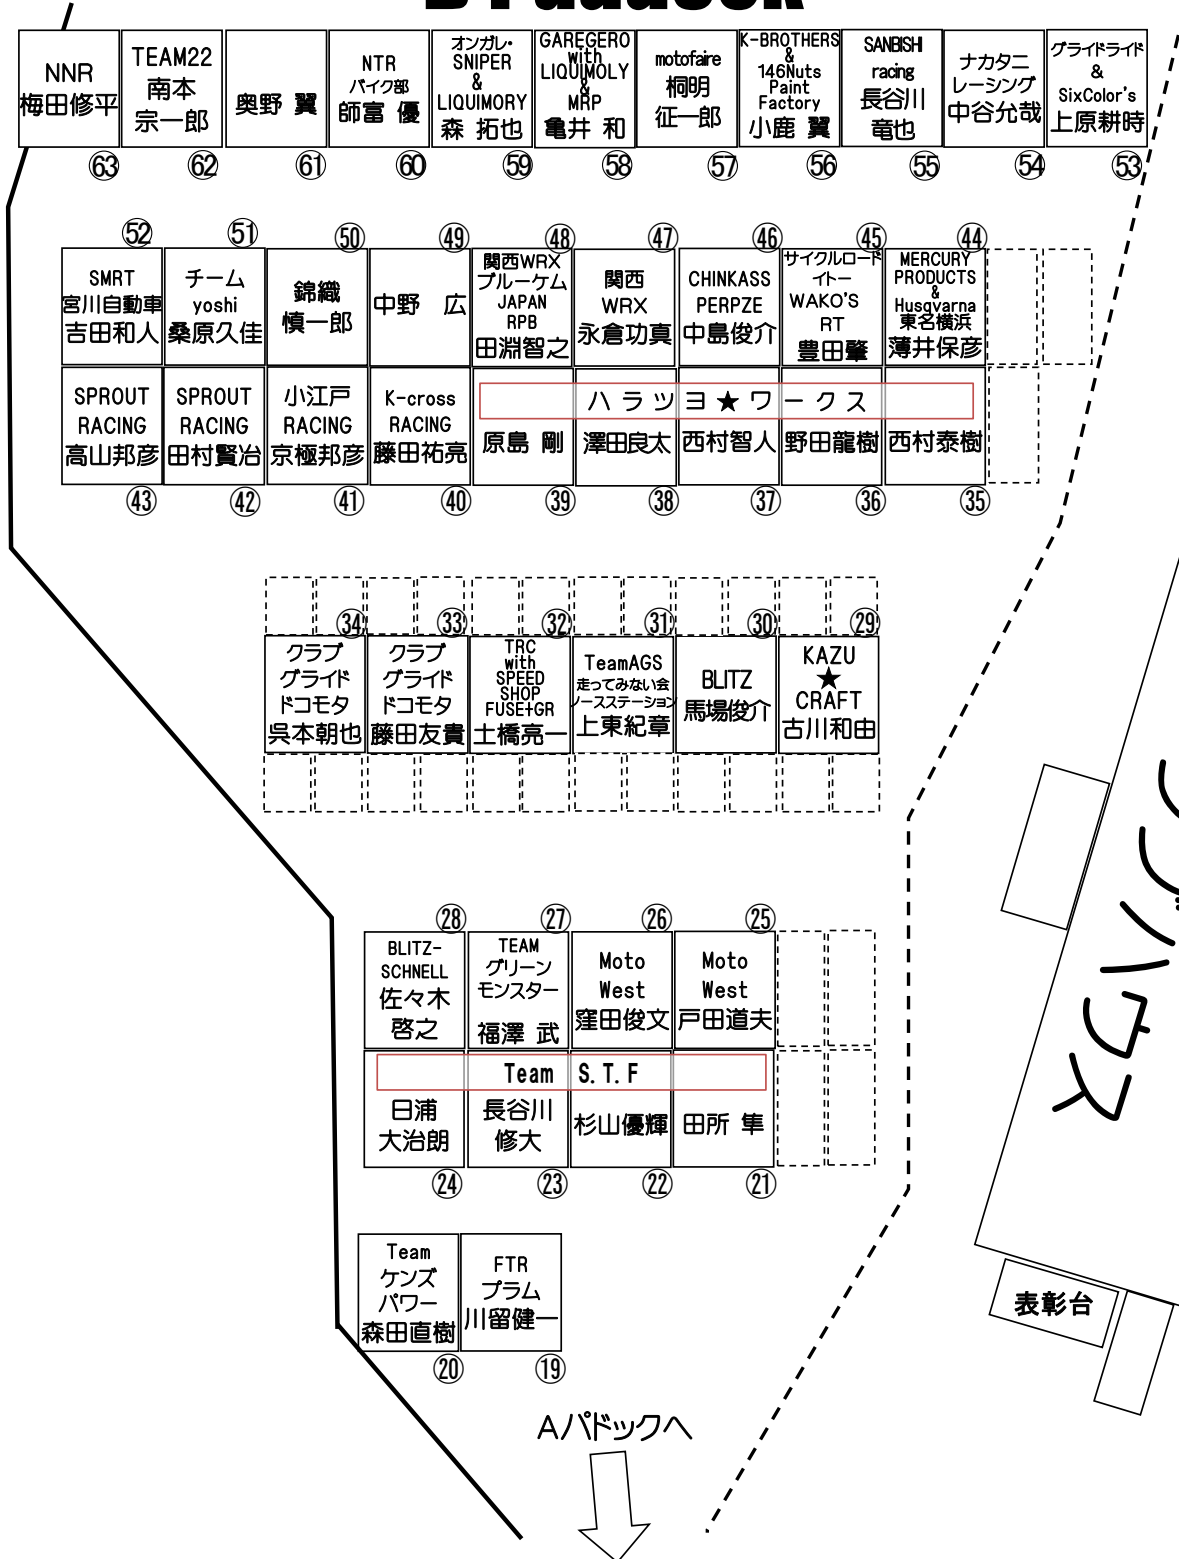 B Paddock
NNR
梅田修平
TEAM22
南本
宗一郎
奥野 翼
NTR
バイク部
師富 優
オンガレ・
SNIPER
&
LIQUIMORY
森 拓也
GAREGERO
with
LIQUIMOLY
&
MRP
亀井 和
motofaire
桐明
征一郎
K-BROTHERS
&
146Nuts
Paint
Factory
小鹿 翼
SANBISHI
racing
長谷川
竜也
ナカタニ
レーシング
中谷允哉
グライドライド
&
SixColor's
上原耕時
63 62 61 60 59 58 57 56 55 54 53
52 51 50 49 48 47 46 45 44
SMRT
宮川自動車
吉田和人
チーム
yoshi
桑原久佳
錦織
慎一郎
中野 広
関西WRX
ブルーケム
JAPAN
RPB
田淵智之
関西
WRX
永倉功真
CHINKASS
PERPZE
中島俊介
サイクルロード
イトー
WAKO'S
RT
豊田肇
MERCURY
PRODUCTS
&
Husqvarna
東名横浜
薄井保彦
SPROUT
RACING
高山邦彦
SPROUT
RACING
田村賢治
小江戸
RACING
京極邦彦
K-cross
RACING
藤田祐亮
ハラツヨ★ワークス
原島 剛
澤田良太
西村智人
野田龍樹
西村泰樹
43 42 41 40 39 38 37 36 35
34 33 32 31 30 29
クラブ
グライド
ドコモタ
呉本朝也
クラブ
グライド
ドコモタ
藤田友貴
TRC
with
SPEED
SHOP
FUSE+GR
土橋亮一
TeamAGS
走ってみない会
ノースステーション
上東紀章
BLITZ
馬場俊介
KAZU
★
CRAFT
古川和由
28 27 26 25
BLITZ-
SCHNELL
佐々木
啓之
TEAM
グリーン
モンスター
福澤 武
Moto
West
窪田俊文
Moto
West
戸田道夫
Team S.T.F
日浦
大治朗
長谷川
修大
杉山優輝
田所 隼
24 23 22 21
Team
ケンズ
パワー
森田直樹
FTR
プラム
川留健一
20 19
Aパドックへ
表彰台